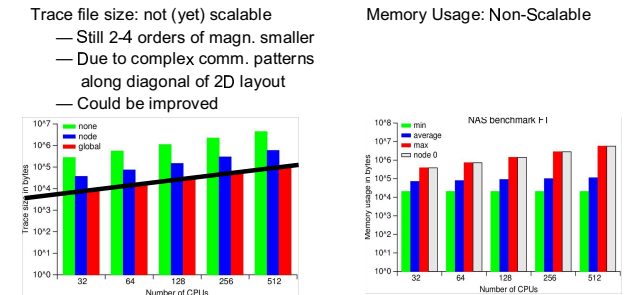 Trace file size: not (yet) scalable
— Still 2-4 orders of magn. smaller
— Due to complex comm. patterns
along diagonal of 2D layout
— Could be improved
10^7
10^6
10^5
10^4
10^3
10^2
10^1
10^0
Trace size in bytes
none
node
global
32 64 128 256 512
Number of CPUs
Memory Usage: Non-Scalable
NAS benchmark FT
10^8
10^7
10^6
10^5
10^4
10^3
10^2
10^1
10^0
Memory usage in bytes
min
average
max
node 0
32 64 128 256 512
Number of CPUs